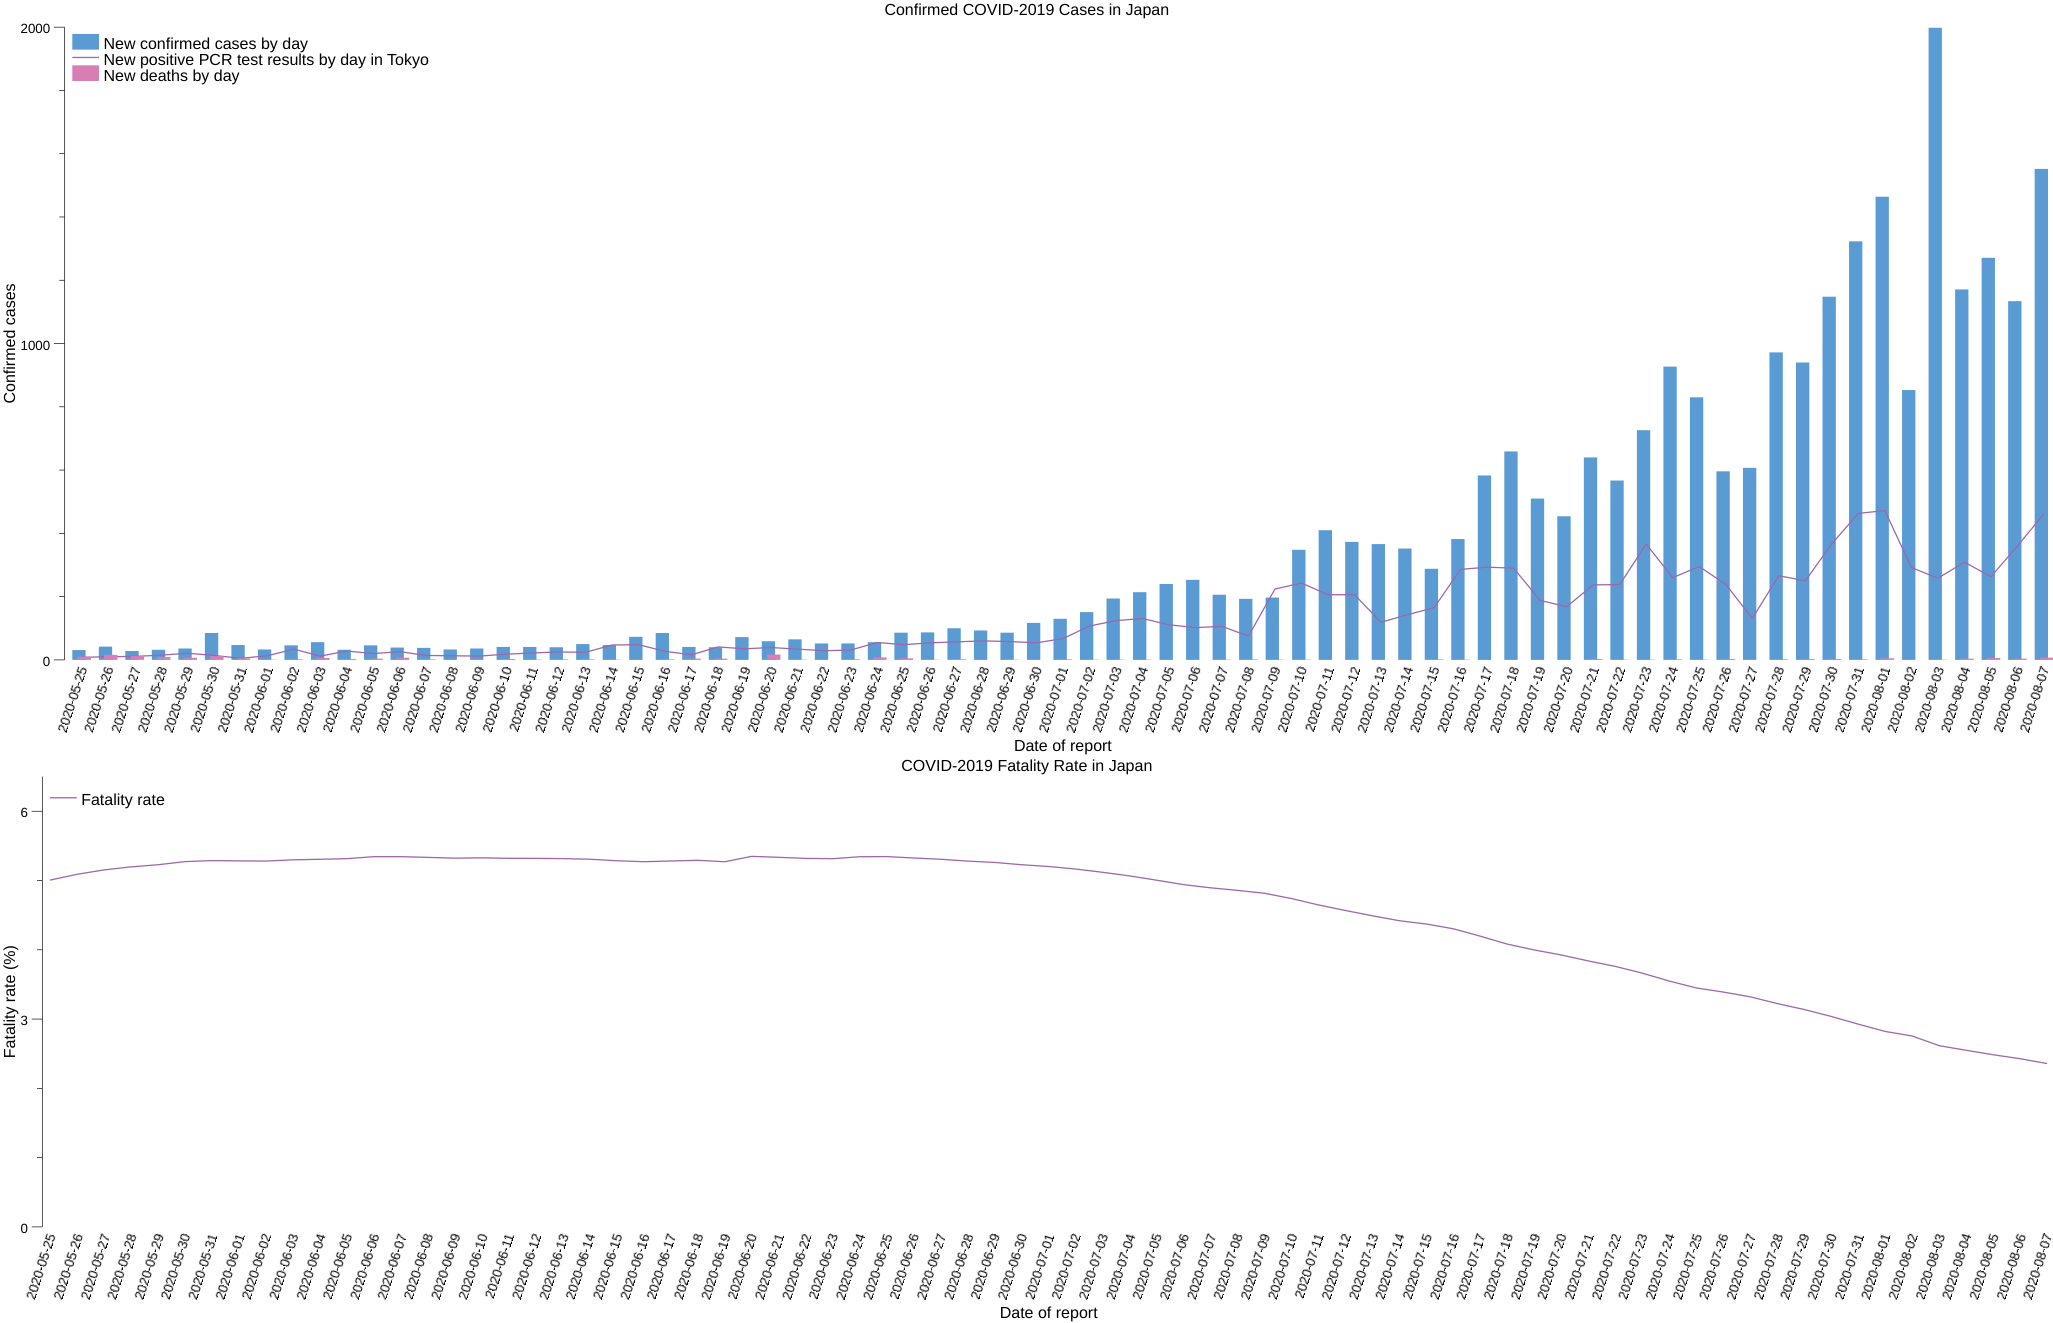 Confirmed COVID-2019 Cases in Japan
2000
New confirmed cases by day
New positive PCR test results by day in Tokyo
New deaths by day
Confirmed cases
1000
0
2020-05-25 2020-05-26 2020-05-27 2020-05-28 2020-05-29 2020-05-30 2020-05-31 2020-06-01 2020-06-02 2020-06-03 2020-06-04 2020-06-05 2020-06-06 2020-06-07 2020-06-08 2020-06-09 2020-06-10 2020-06-11 2020-06-12 2020-06-13 2020-06-14 2020-06-15 2020-06-16 2020-06-17 2020-06-18 2020-06-19 2020-06-20 2020-06-21 2020-06-22 2020-06-23 2020-06-24 2020-06-25 2020-06-26 2020-06-27 2020-06-28 2020-06-29 2020-06-30 2020-07-01 2020-07-02 2020-07-03 2020-07-04 2020-07-05 2020-07-06 2020-07-07 2020-07-08 2020-07-09 2020-07-10 2020-07-11 2020-07-12 2020-07-13 2020-07-14 2020-07-15 2020-07-16 2020-07-17 2020-07-18 2020-07-19 2020-07-20 2020-07-21 2020-07-22 2020-07-23 2020-07-24 2020-07-25 2020-07-26 2020-07-27 2020-07-28 2020-07-29 2020-07-30 2020-07-31 2020-08-01 2020-08-02 2020-08-03 2020-08-04 2020-08-05 2020-08-06 2020-08-07
Date of report
COVID-2019 Fatality Rate in Japan
Fatality rate
6
Fatality rate (%)
3
0
2020-05-25 2020-05-26 2020-05-27 2020-05-28 2020-05-29 2020-05-30 2020-05-31 2020-06-01 2020-06-02 2020-06-03 2020-06-04 2020-06-05 2020-06-06 2020-06-07 2020-06-08 2020-06-09 2020-06-10 2020-06-11 2020-06-12 2020-06-13 2020-06-14 2020-06-15 2020-06-16 2020-06-17 2020-06-18 2020-06-19 2020-06-20 2020-06-21 2020-06-22 2020-06-23 2020-06-24 2020-06-25 2020-06-26 2020-06-27 2020-06-28 2020-06-29 2020-06-30 2020-07-01 2020-07-02 2020-07-03 2020-07-04 2020-07-05 2020-07-06 2020-07-07 2020-07-08 2020-07-09 2020-07-10 2020-07-11 2020-07-12 2020-07-13 2020-07-14 2020-07-15 2020-07-16 2020-07-17 2020-07-18 2020-07-19 2020-07-20 2020-07-21 2020-07-22 2020-07-23 2020-07-24 2020-07-25 2020-07-26 2020-07-27 2020-07-28 2020-07-29 2020-07-30 2020-07-31 2020-08-01 2020-08-02 2020-08-03 2020-08-04 2020-08-05 2020-08-06 2020-08-07
Date of report